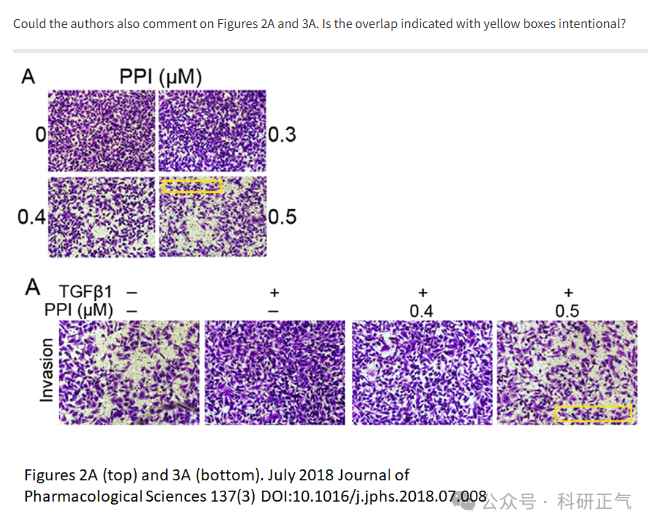 Could the authors also comment on Figures 2A and 3A. Is the overlap indicated with yellow boxes intentional?
A PPI (μM)
0 0.3
0.4 0.5
A TGFβ1 – + + +
PPI (μM) – – 0.4 0.5
Invasion
Figures 2A (top) and 3A (bottom). July 2018 Journal of
Pharmacological Sciences 137(3) DOI:10.1016/j.jphs.2018.07.008
公众号 · 科研正气